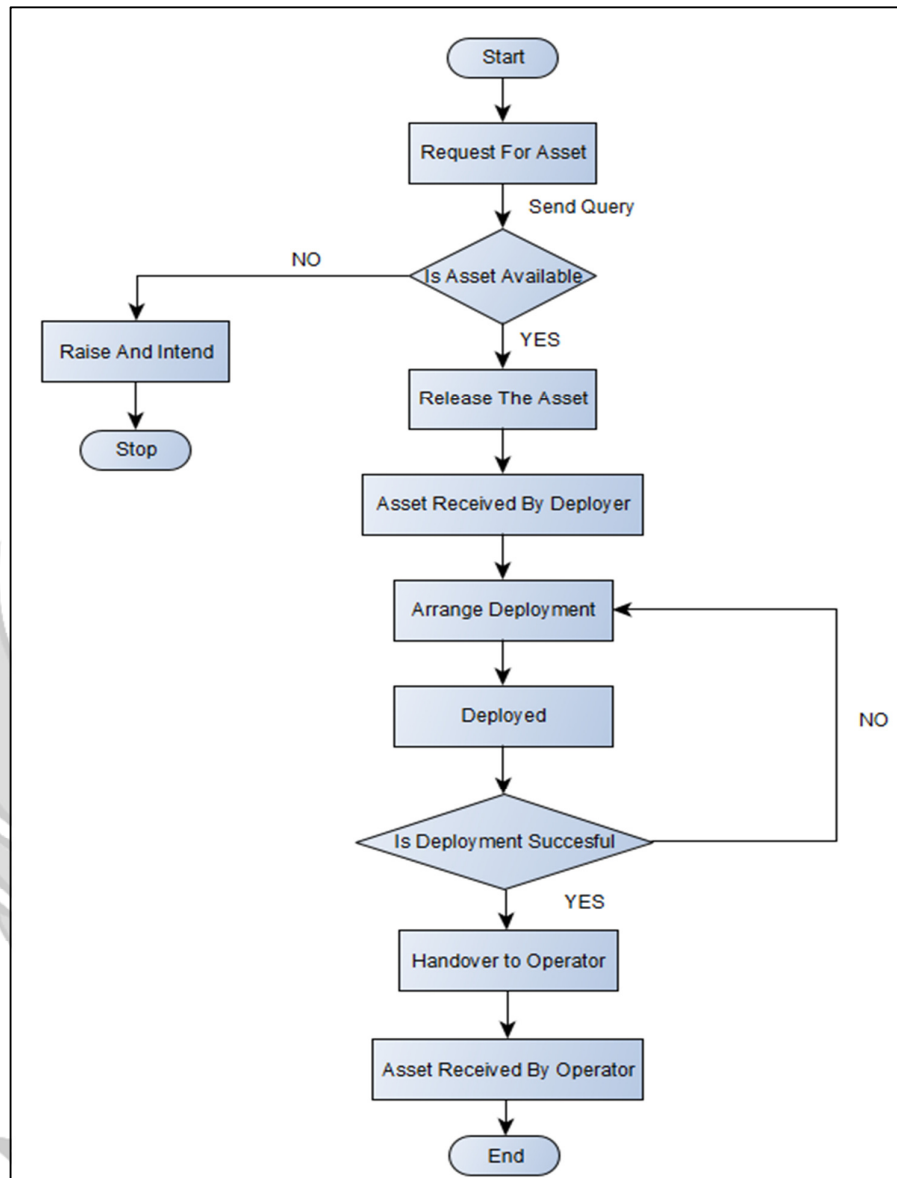 Start
Request For Asset
Send Query
Is Asset Available
NO
YES
Raise And Intend
Stop
Release The Asset
Asset Received By Deployer
Arrange Deployment
Deployed
NO
Is Deployment Succesful
YES
Handover to Operator
Asset Received By Operator
End